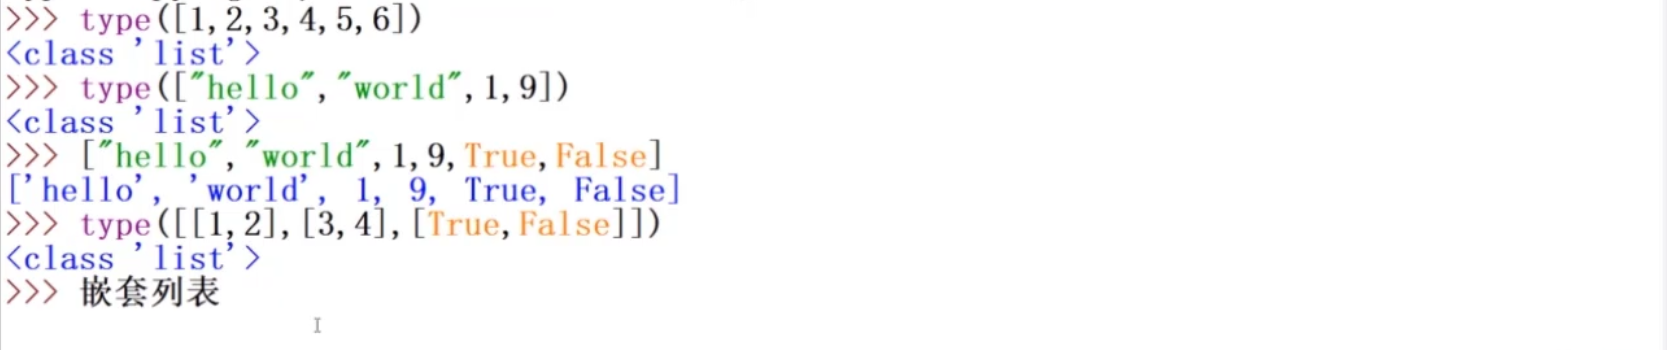 >>> type([1,2,3,4,5,6])
<class 'list'>
>>> type(["hello","world",1,9])
<class 'list'>
>>> ["hello","world",1,9,True,False]
['hello', 'world', 1, 9, True, False]
>>> type([[1,2],[3,4],[True,False]])
<class 'list'>
>>> 嵌套列表